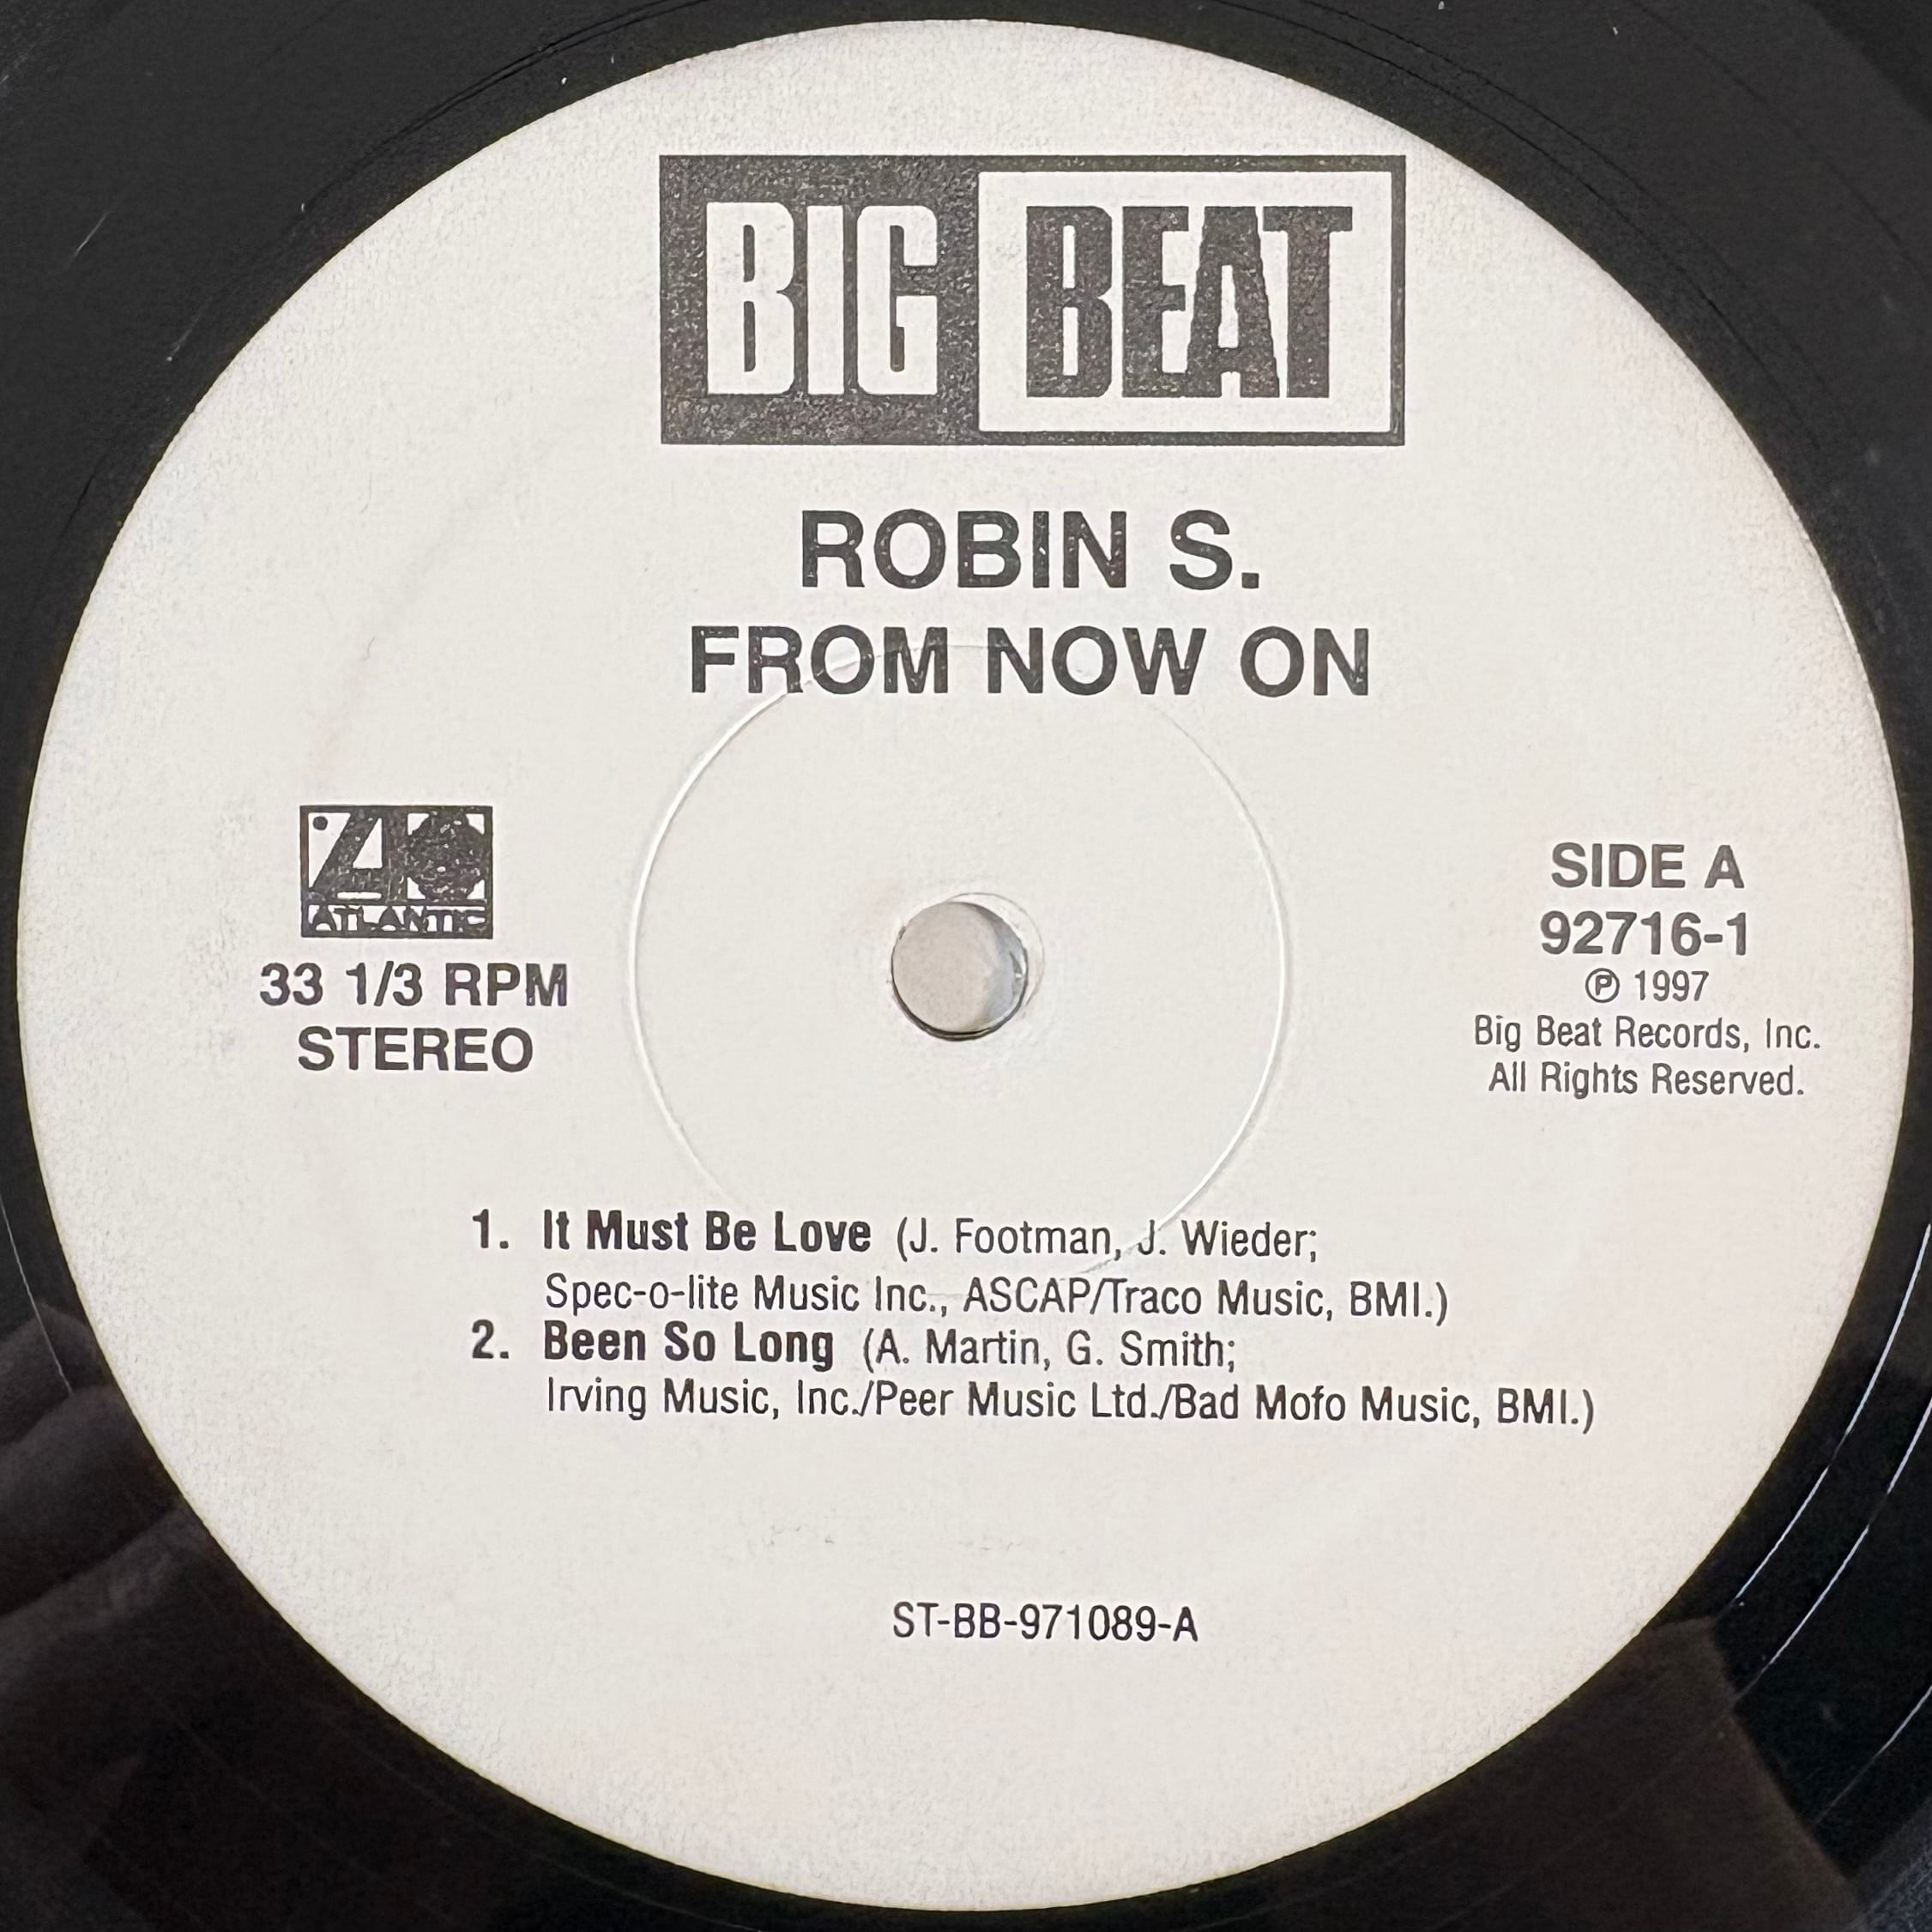 BIG BEAT
ROBIN S.
FROM NOW ON
ATLANTIC
33 1/3 RPM
STEREO
SIDE A
92716-1
℗ 1997
Big Beat Records, Inc.
All Rights Reserved.
1. It Must Be Love (J. Footman, J. Wieder;
Spec-o-lite Music Inc., ASCAP/Traco Music, BMI.)
2. Been So Long (A. Martin, G. Smith;
Irving Music, Inc./Peer Music Ltd./Bad Mofo Music, BMI.)
ST-BB-971089-A